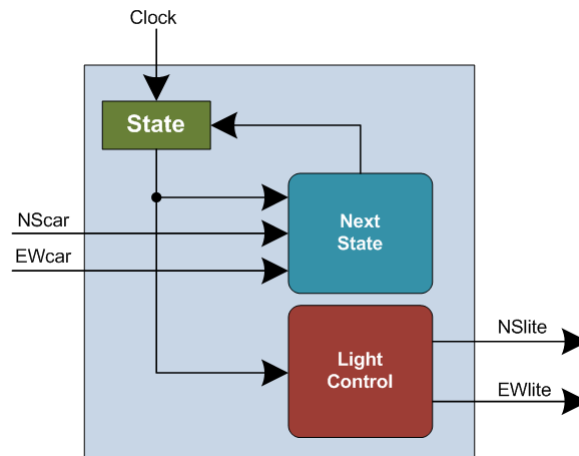 Clock
State
Next
State
NScar
EWcar
Light
Control
NSlite
EWlite